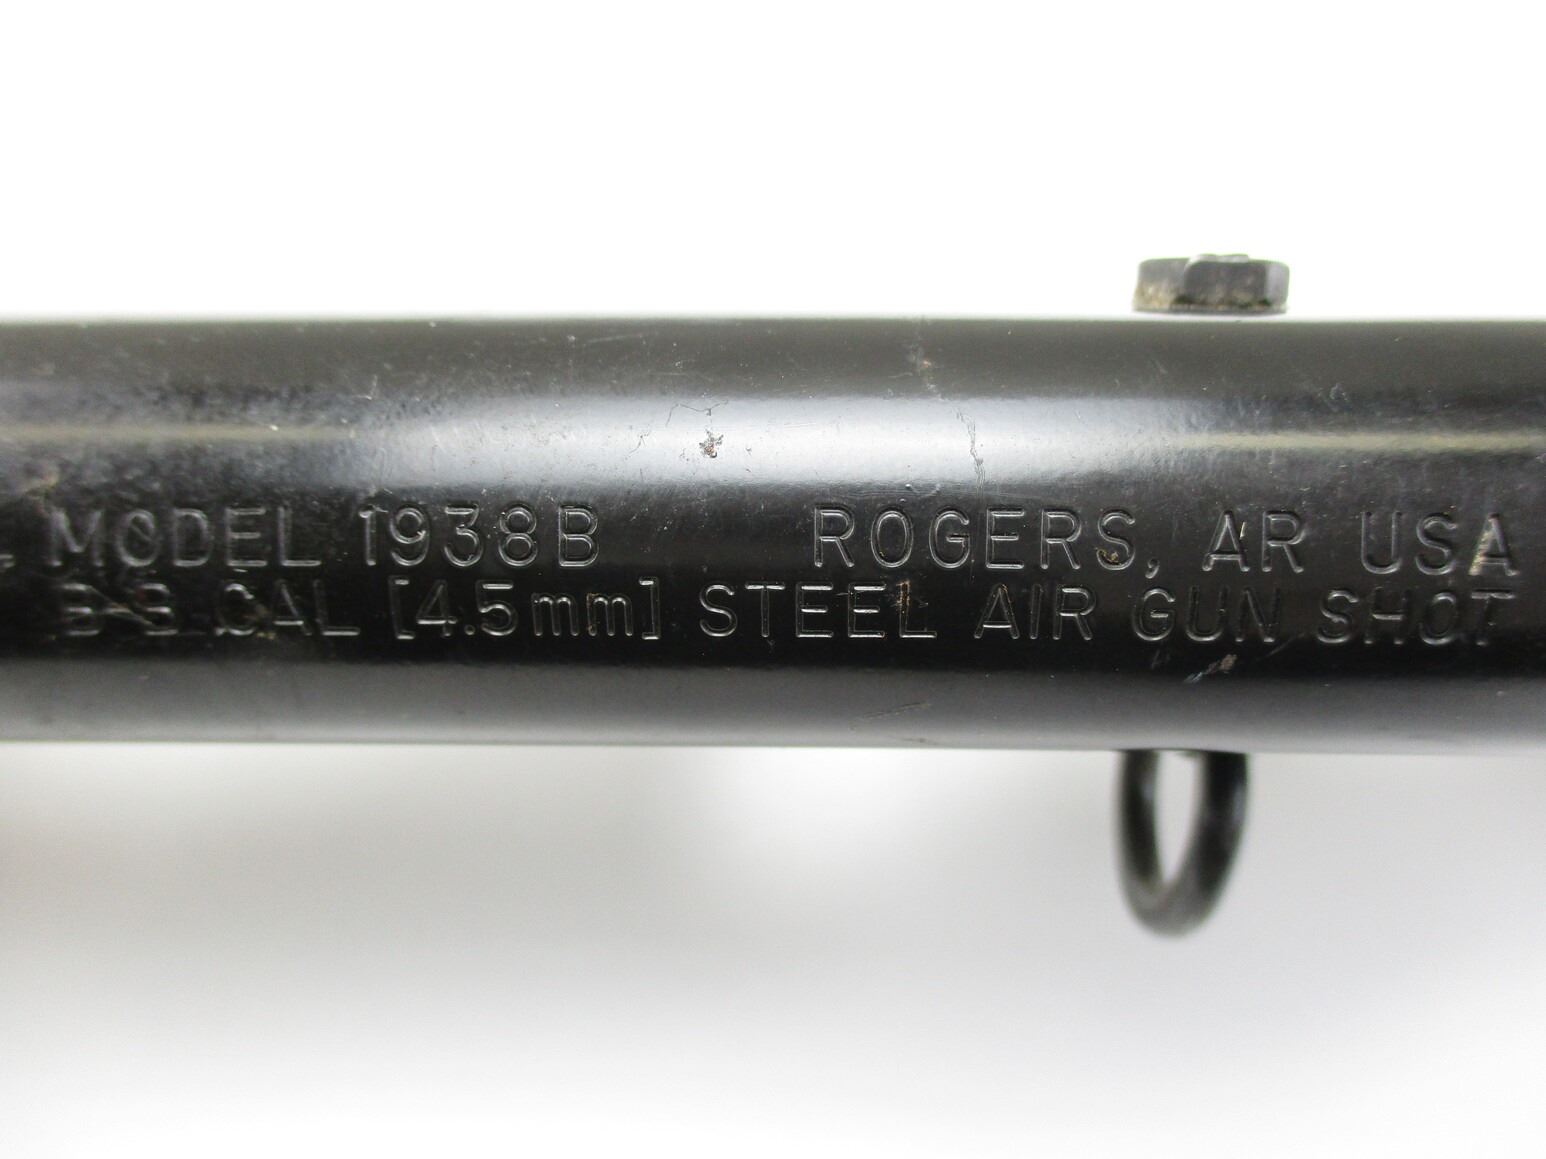 MODEL 1938B ROGERS, AR USA
B-B CAL [4.5mm] STEEL AIR GUN SHOT